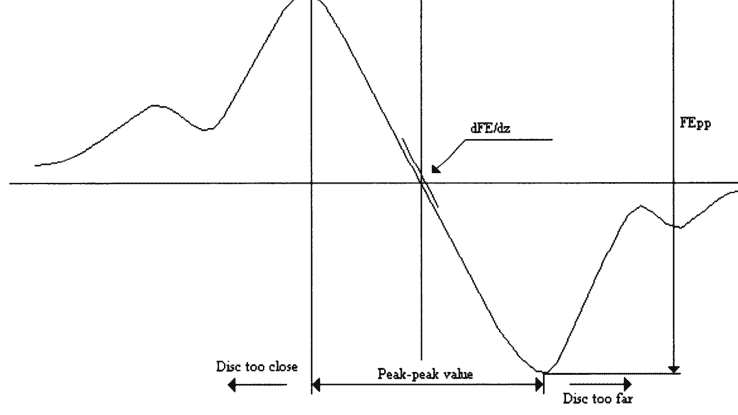 dFE/dz
FEpp
Disc too close
Peak-peak value
Disc too far